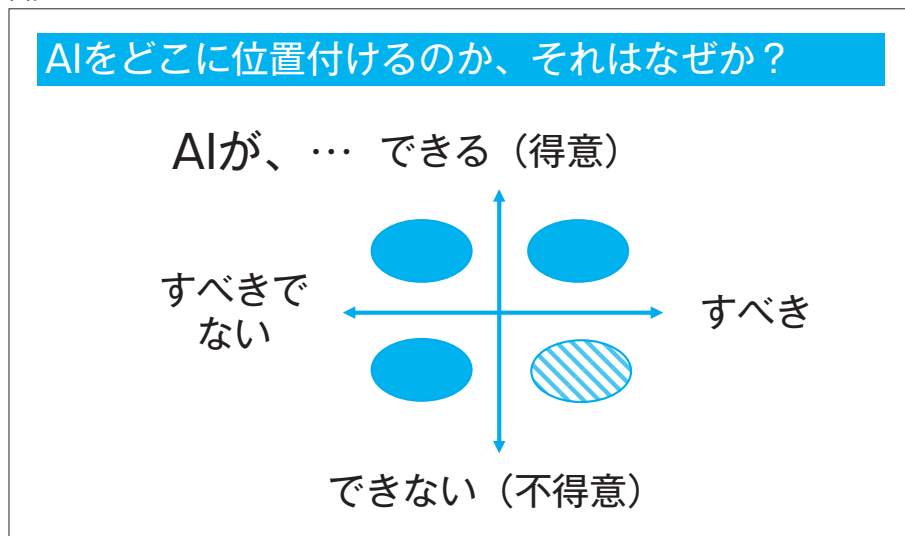 AIをどこに位置付けるのか、それはなぜか？
AIが、… できる（得意）
すべきで
ない
すべき
できない（不得意）